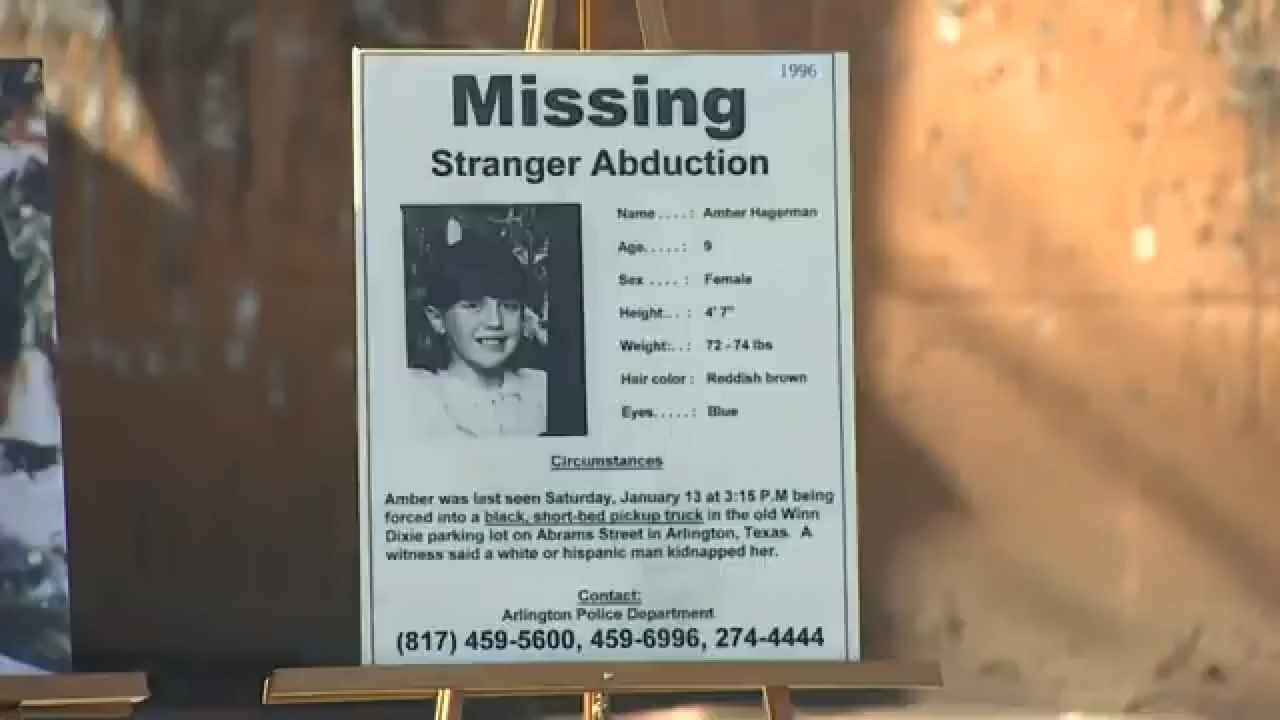 1996
Missing
Stranger Abduction
Name....: Amber Hagerman
Age.....: 9
Sex ....: Female
Height...: 4'7"
Weight:..: 72 - 74 lbs
Hair color : Reddish brown
Eyes.....: Blue
Circumstances
Amber was last seen Saturday, January 13 at 3:15 P.M being
forced into a black, short-bed pickup truck in the old Winn
Dixie parking lot on Abrams Street in Arlington, Texas. A
witness said a white or hispanic man kidnapped her.
Contact:
Arlington Police Department
(817) 459-5600, 459-6996, 274-4444